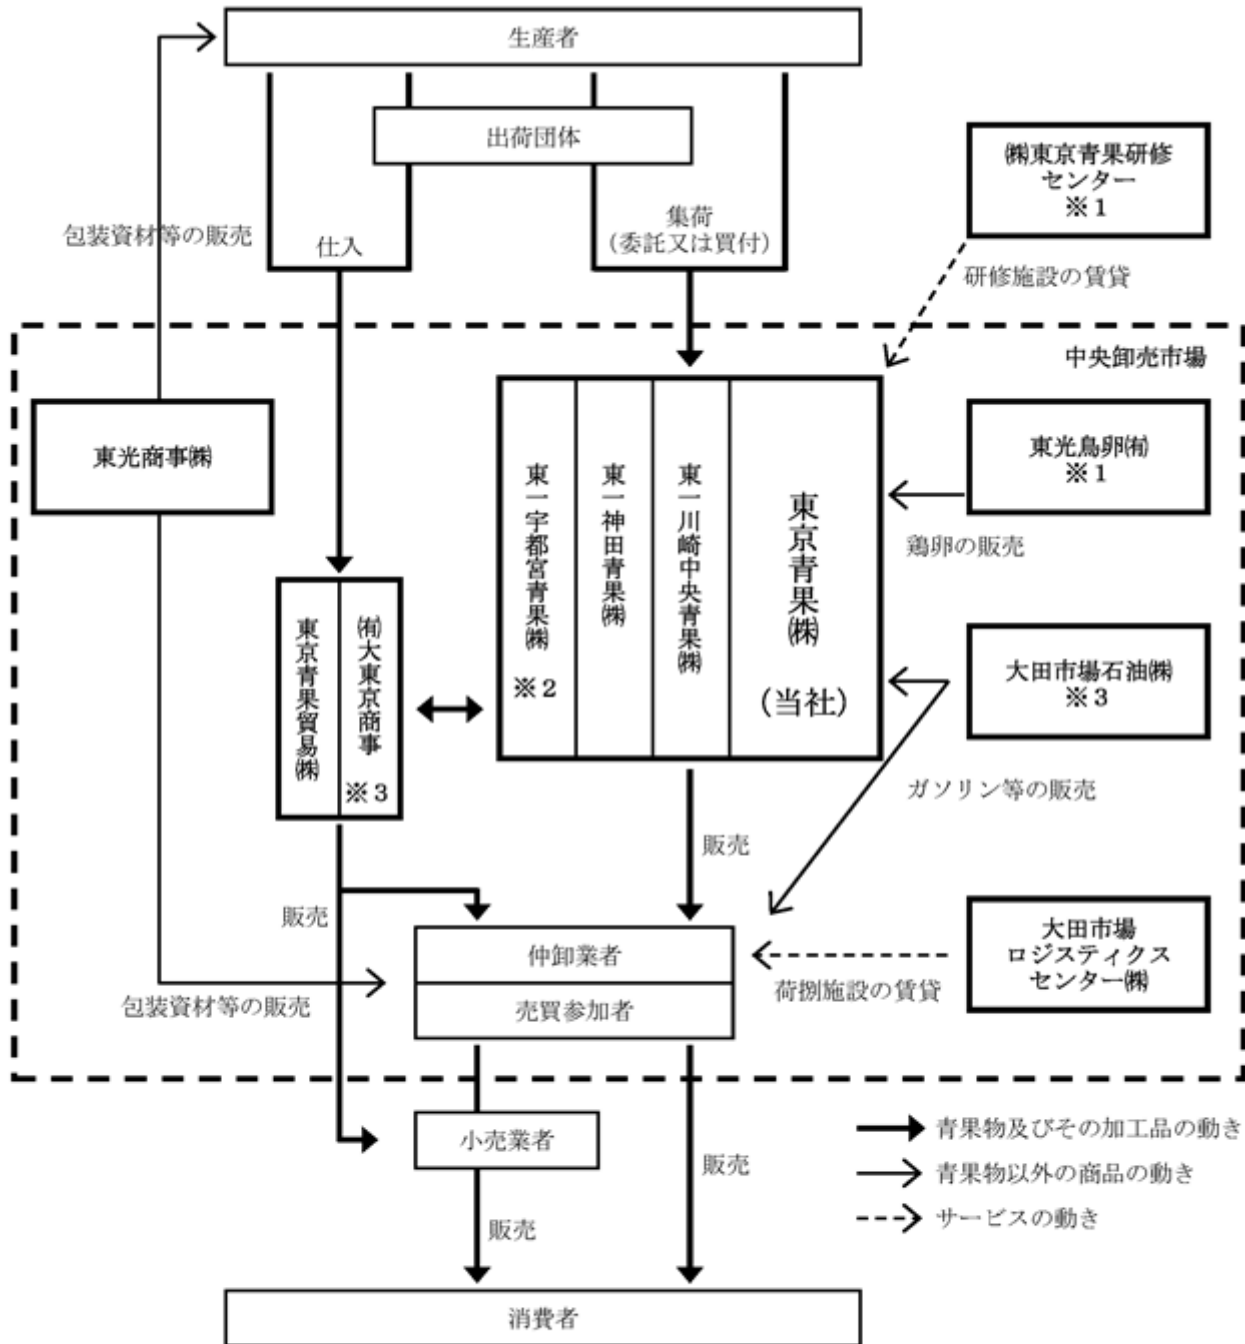 生産者
出荷団体
㈱東京青果研修
センター
※１
包装資材等の販売
仕入
集荷
（委託又は買付）
研修施設の賃貸
中央卸売市場
東光商事㈱
東一宇都宮青果㈱
※２
東一神田青果㈱
東一川崎中央青果㈱
東京青果㈱
（当社）
東光鳥卵㈲
※１
鶏卵の販売
東京青果貿易㈱
㈲大東京商事
※３
大田市場石油㈱
※３
ガソリン等の販売
販売
販売
仲卸業者
売買参加者
大田市場
ロジスティクス
センター㈱
荷捌施設の賃貸
包装資材等の販売
小売業者
販売
販売
青果物及びその加工品の動き
青果物以外の商品の動き
サービスの動き
消費者